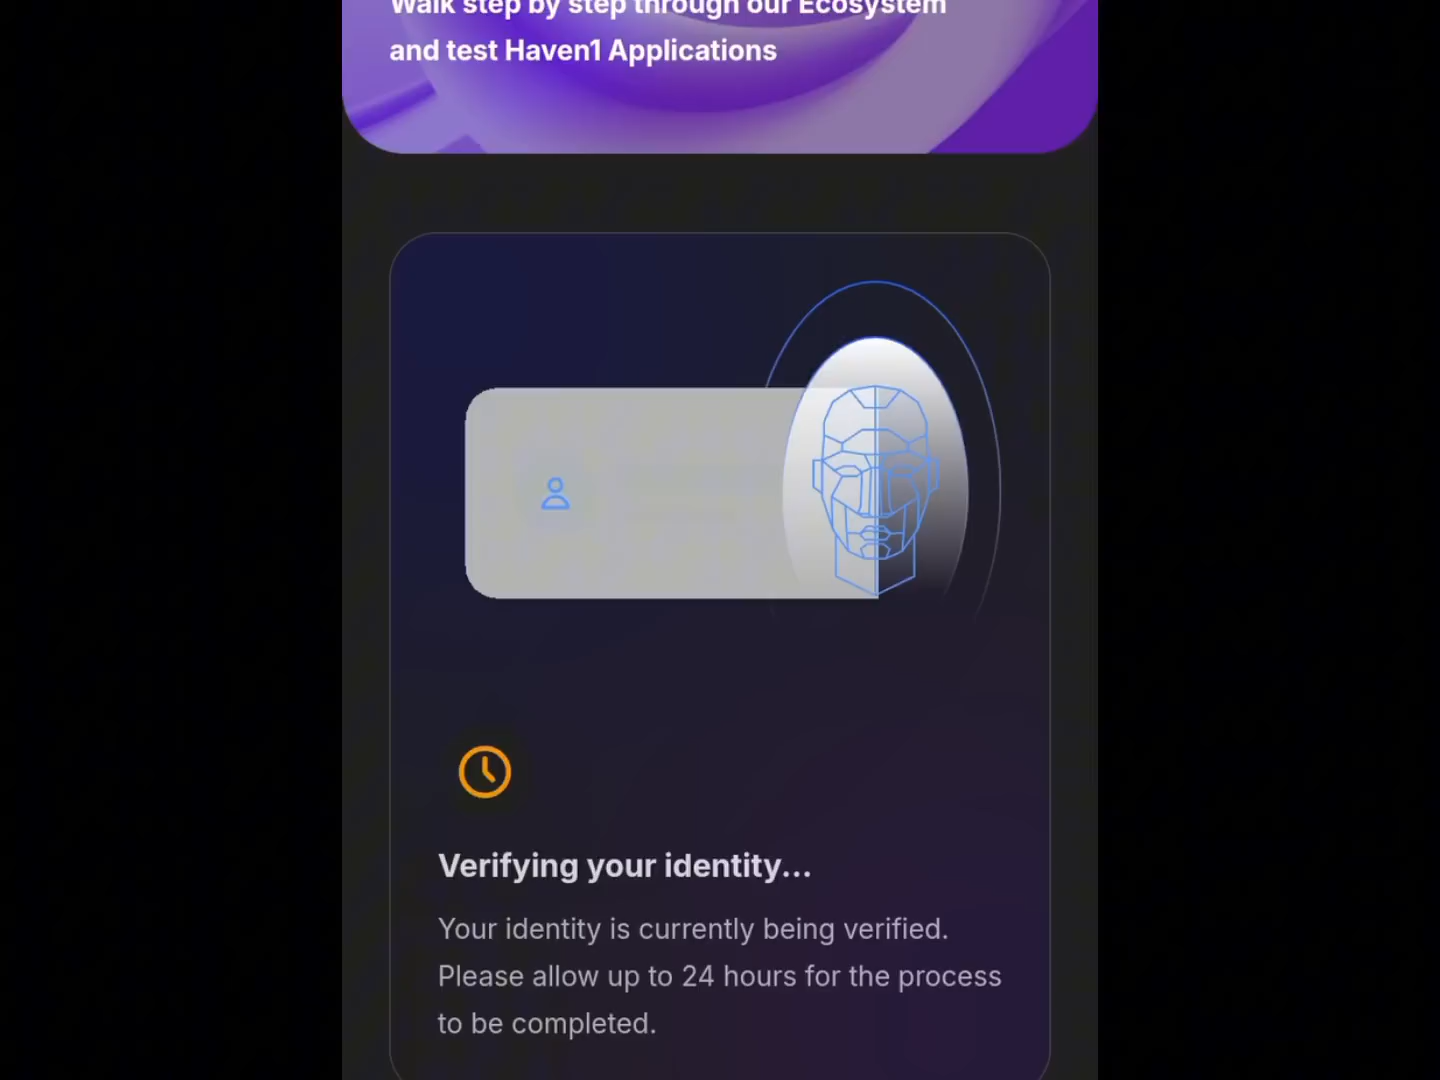 Walk step by step through our Ecosystem
and test Haven1 Applications
Verifying your identity...
Your identity is currently being verified.
Please allow up to 24 hours for the process
to be completed.